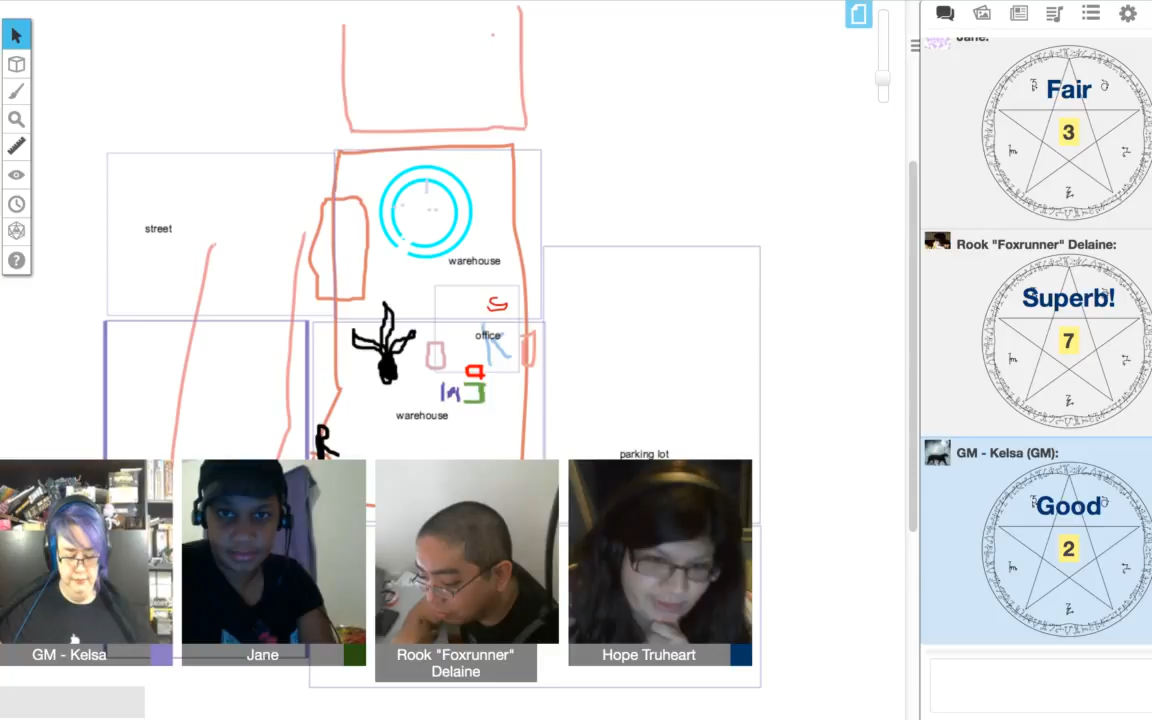 street
warehouse
office
warehouse
parking lot
GM - Kelsa
Jane
Rook "Foxrunner"
Delaine
Hope Truheart
Jane:
Fair
3
Rook "Foxrunner" Delaine:
Superb!
7
GM - Kelsa (GM):
Good
2